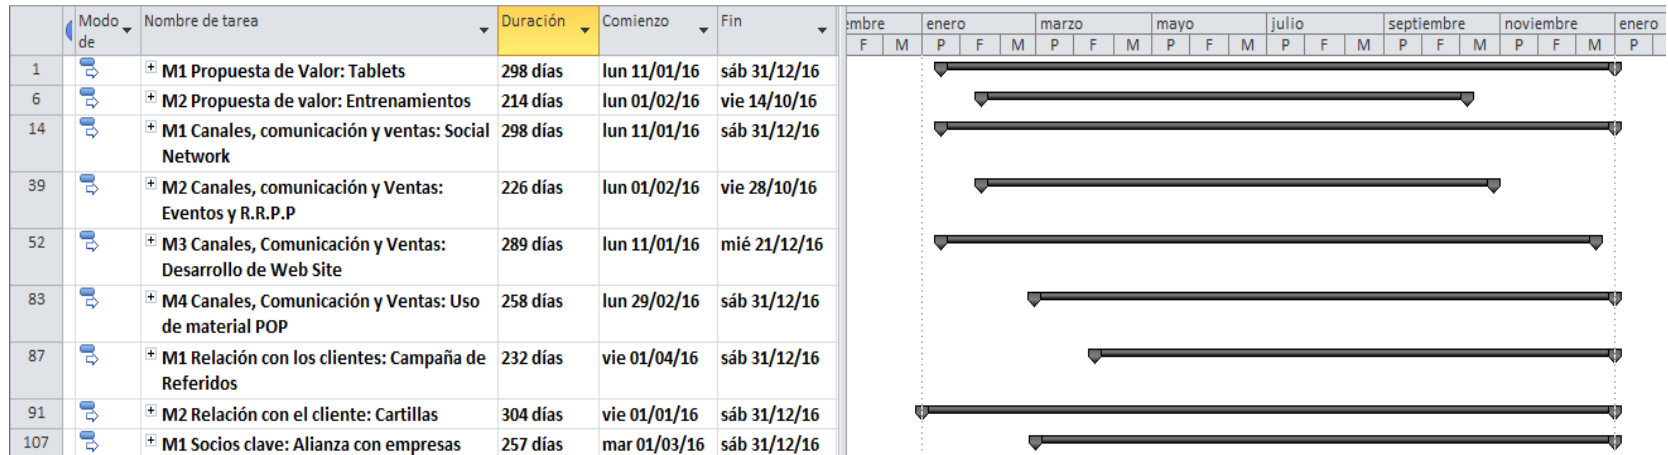 Modo de Nombre de tarea Duración Comienzo Fin
embre enero marzo mayo julio septiembre noviembre enero
F M P F M P F M P F M P F M P F M P F M P
1 M1 Propuesta de Valor: Tablets 298 días lun 11/01/16 sáb 31/12/16
6 M2 Propuesta de valor: Entrenamientos 214 días lun 01/02/16 vie 14/10/16
14 M1 Canales, comunicación y ventas: Social 298 días lun 11/01/16 sáb 31/12/16
Network
39 M2 Canales, comunicación y Ventas: 226 días lun 01/02/16 vie 28/10/16
Eventos y R.R.P.P
52 M3 Canales, Comunicación y Ventas: 289 días lun 11/01/16 mié 21/12/16
Desarrollo de Web Site
83 M4 Canales, Comunicación y Ventas: Uso 258 días lun 29/02/16 sáb 31/12/16
de material POP
87 M1 Relación con los clientes: Campaña de 232 días vie 01/04/16 sáb 31/12/16
Referidos
91 M2 Relación con el cliente: Cartillas 304 días vie 01/01/16 sáb 31/12/16
107 M1 Socios clave: Alianza con empresas 257 días mar 01/03/16 sáb 31/12/16